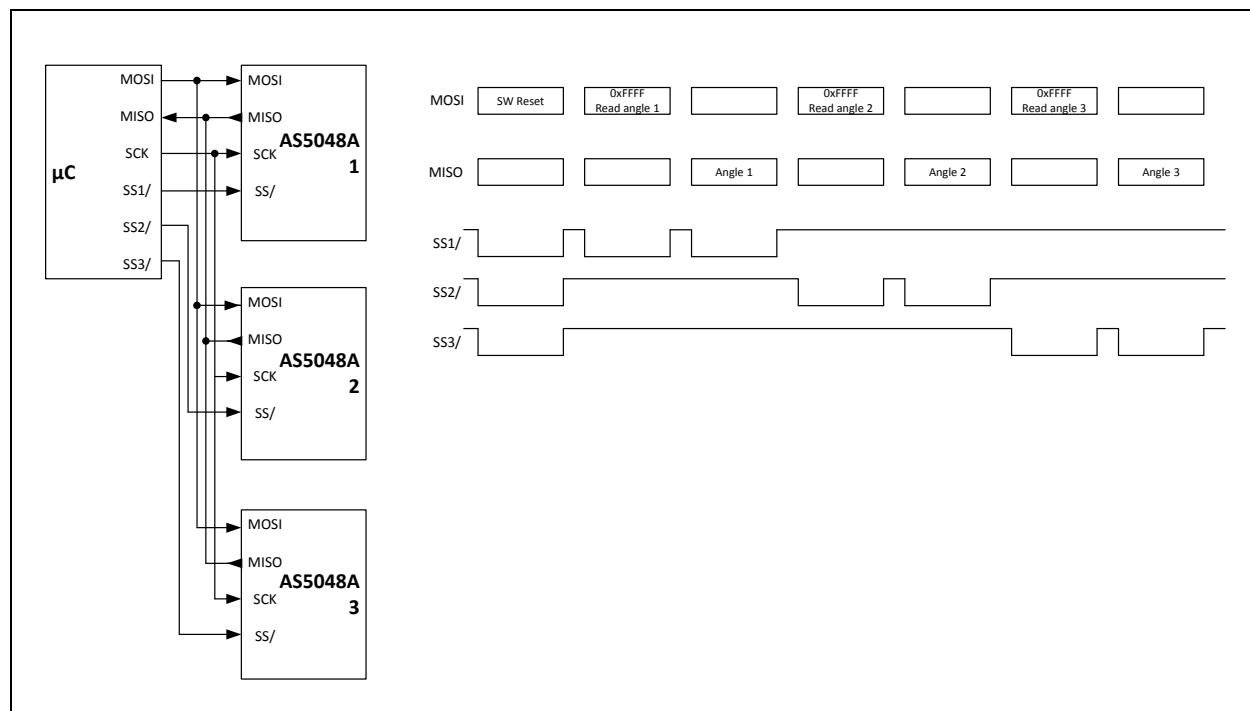 µC
MOSI
MISO
SCK
SS1/
SS2/
SS3/
MOSI
MISO
SCK
SS/
AS5048A
1
MOSI
MISO
SCK
SS/
AS5048A
2
MOSI
MISO
SCK
SS/
AS5048A
3
MOSI
SW Reset
0xFFFF
Read angle 1
0xFFFF
Read angle 2
0xFFFF
Read angle 3
MISO
Angle 1
Angle 2
Angle 3
SS1/
SS2/
SS3/